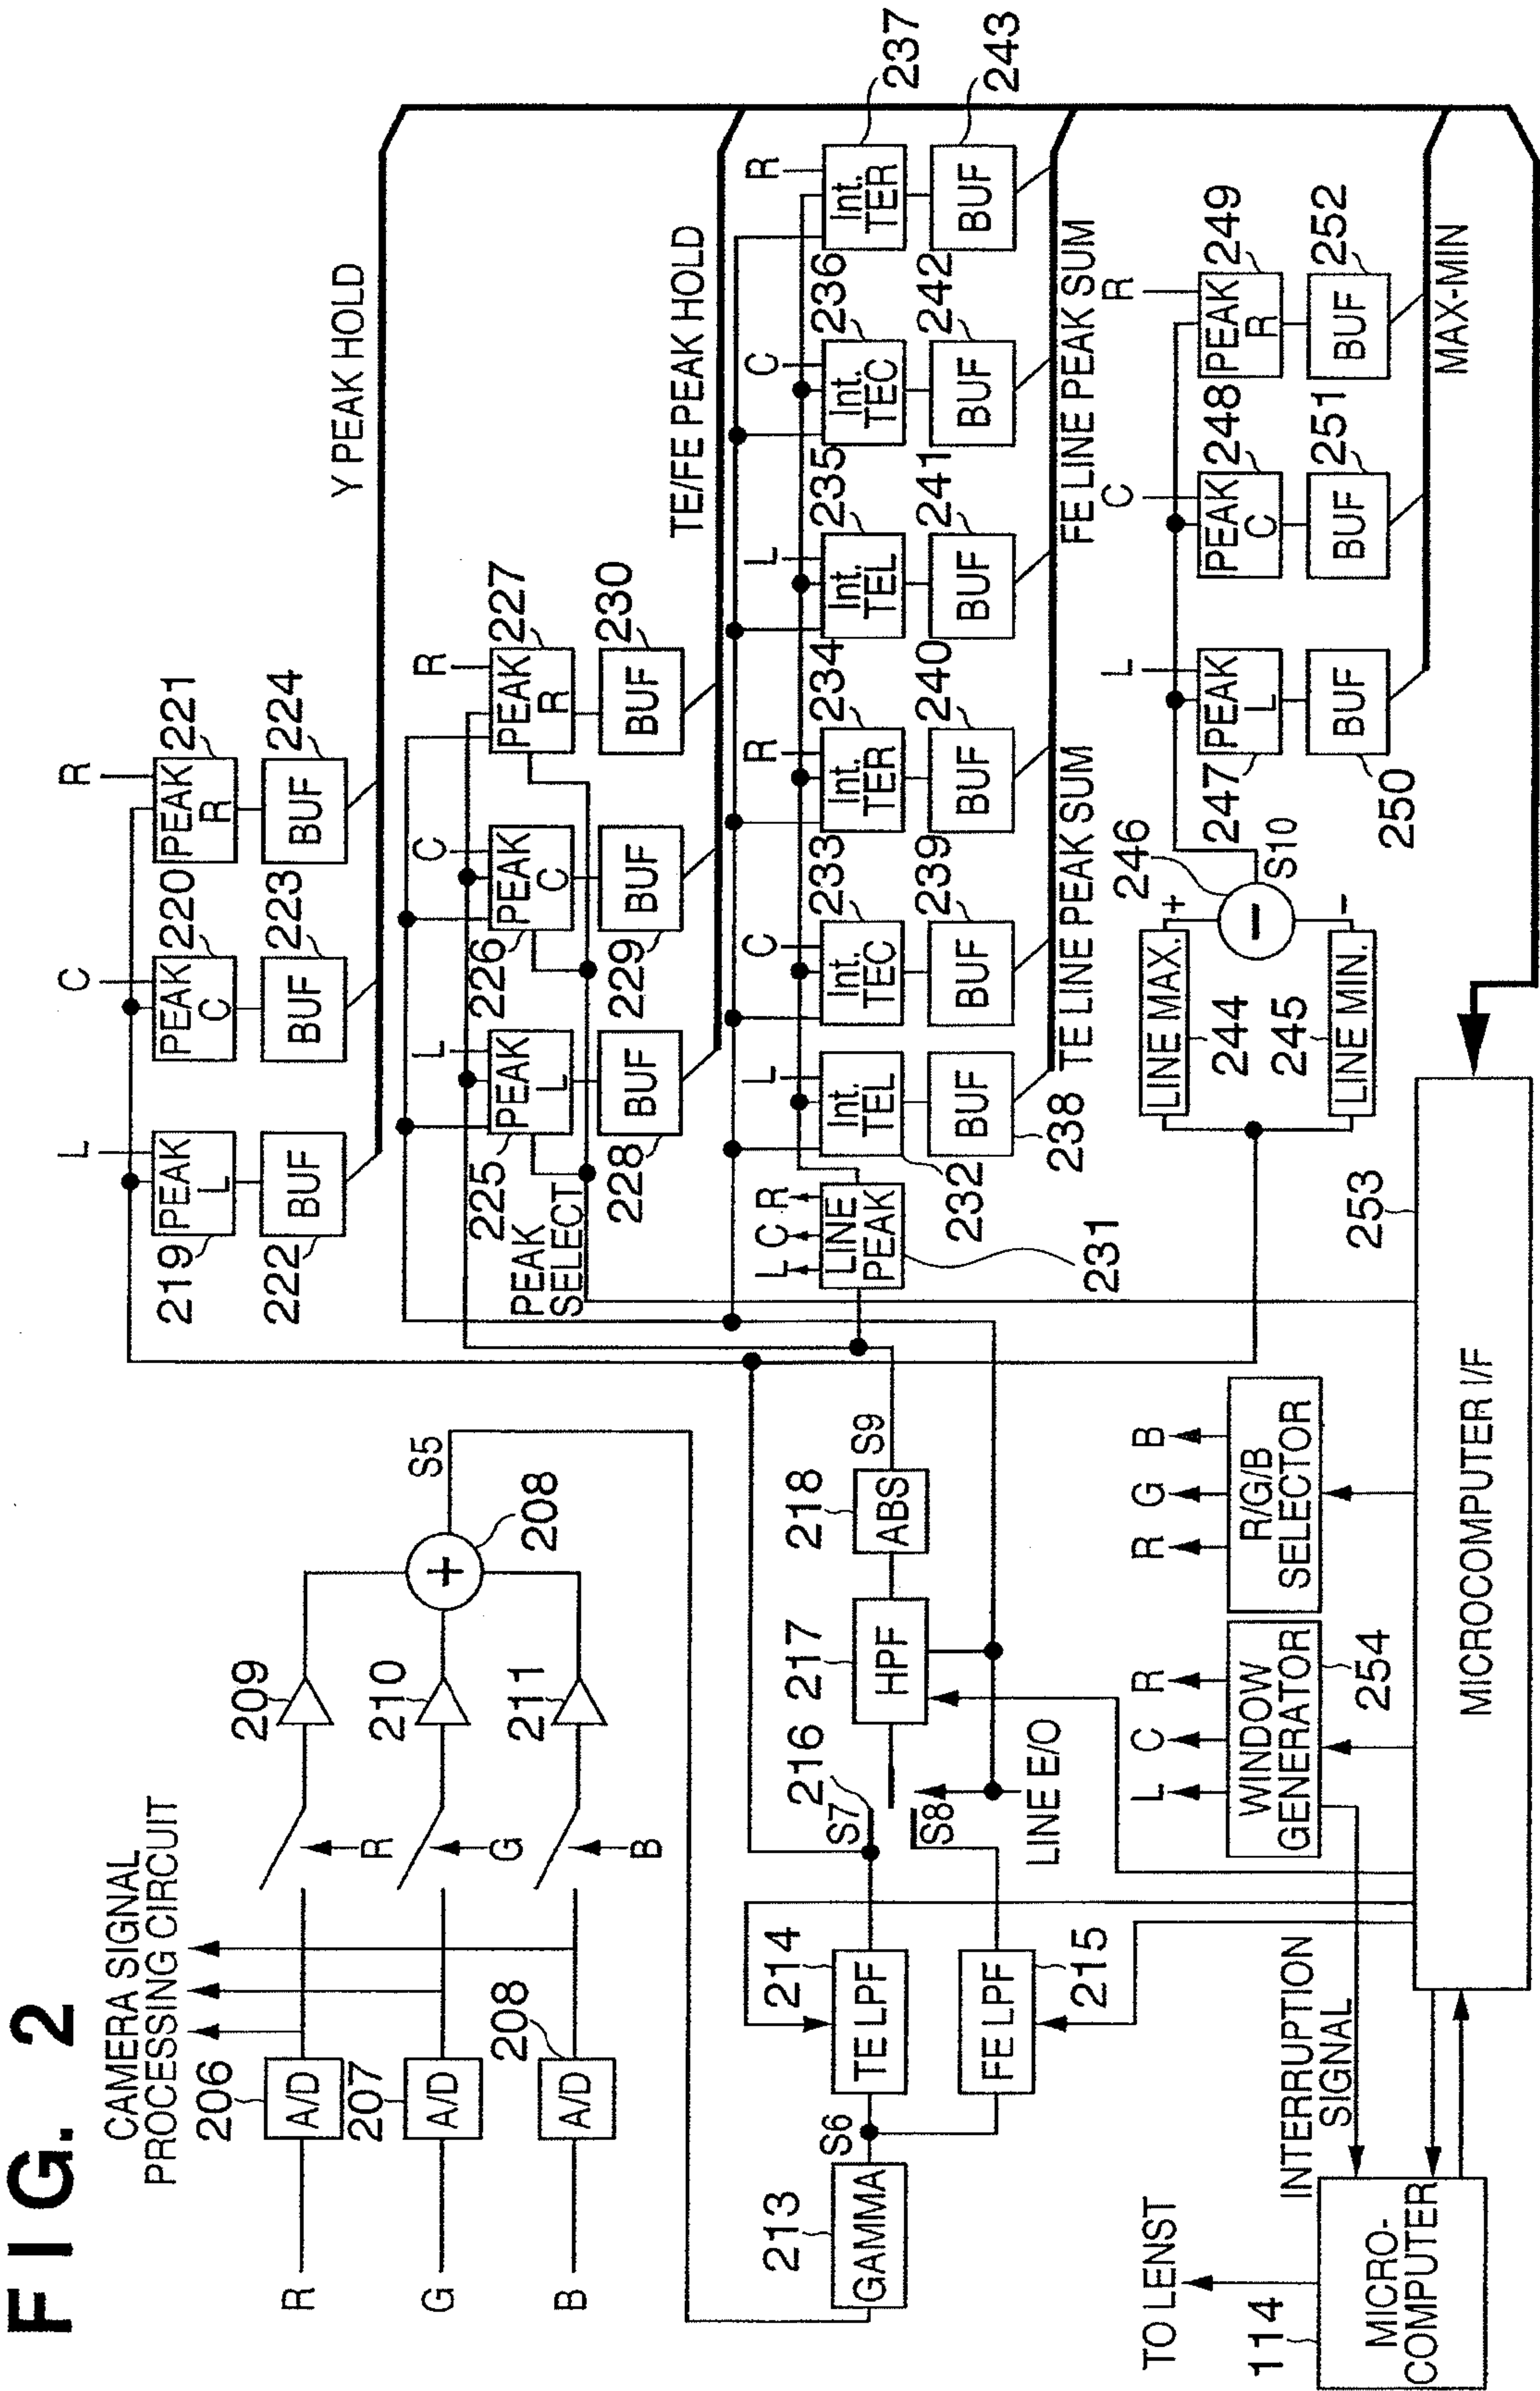 FIG. 2
CAMERA SIGNAL
PROCESSING CIRCUIT
R
206
A/D
G
207
A/D
B
208
A/D
R
G
B
209
210
211
+
208
S5
213
GAMMA
S6
214
TE LPF
215
FE LPF
S7
216
S8
LINE E/O
217
HPF
218
ABS
S9
L
C
R
219
PEAK
L
220
PEAK
C
221
PEAK
R
222
BUF
223
BUF
224
BUF
Y PEAK HOLD
L
C
R
225
PEAK
L
226
PEAK
C
227
PEAK
R
PEAK
SELECT
228
BUF
229
BUF
230
BUF
TE/FE PEAK HOLD
L C R
LINE
PEAK
231
L
C
R
L
C
R
Int.
TEL
232
Int.
TEC
233
Int.
TER
234
Int.
TEL
235
Int.
TEC
236
Int.
TER
237
BUF
238
BUF
239
BUF
240
BUF
241
BUF
242
BUF
243
TE LINE PEAK SUM
FE LINE PEAK SUM
LINE MAX.
244
245
LINE MIN.
+
-
−
246
S10
L
C
R
247
PEAK
L
248
PEAK
C
249
PEAK
R
250
BUF
251
BUF
252
BUF
MAX-MIN
L C R
WINDOW
GENERATOR
254
R G B
R/G/B
SELECTOR
253
MICROCOMPUTER I/F
INTERRUPTION
SIGNAL
TO LENST
114
MICRO-
COMPUTER